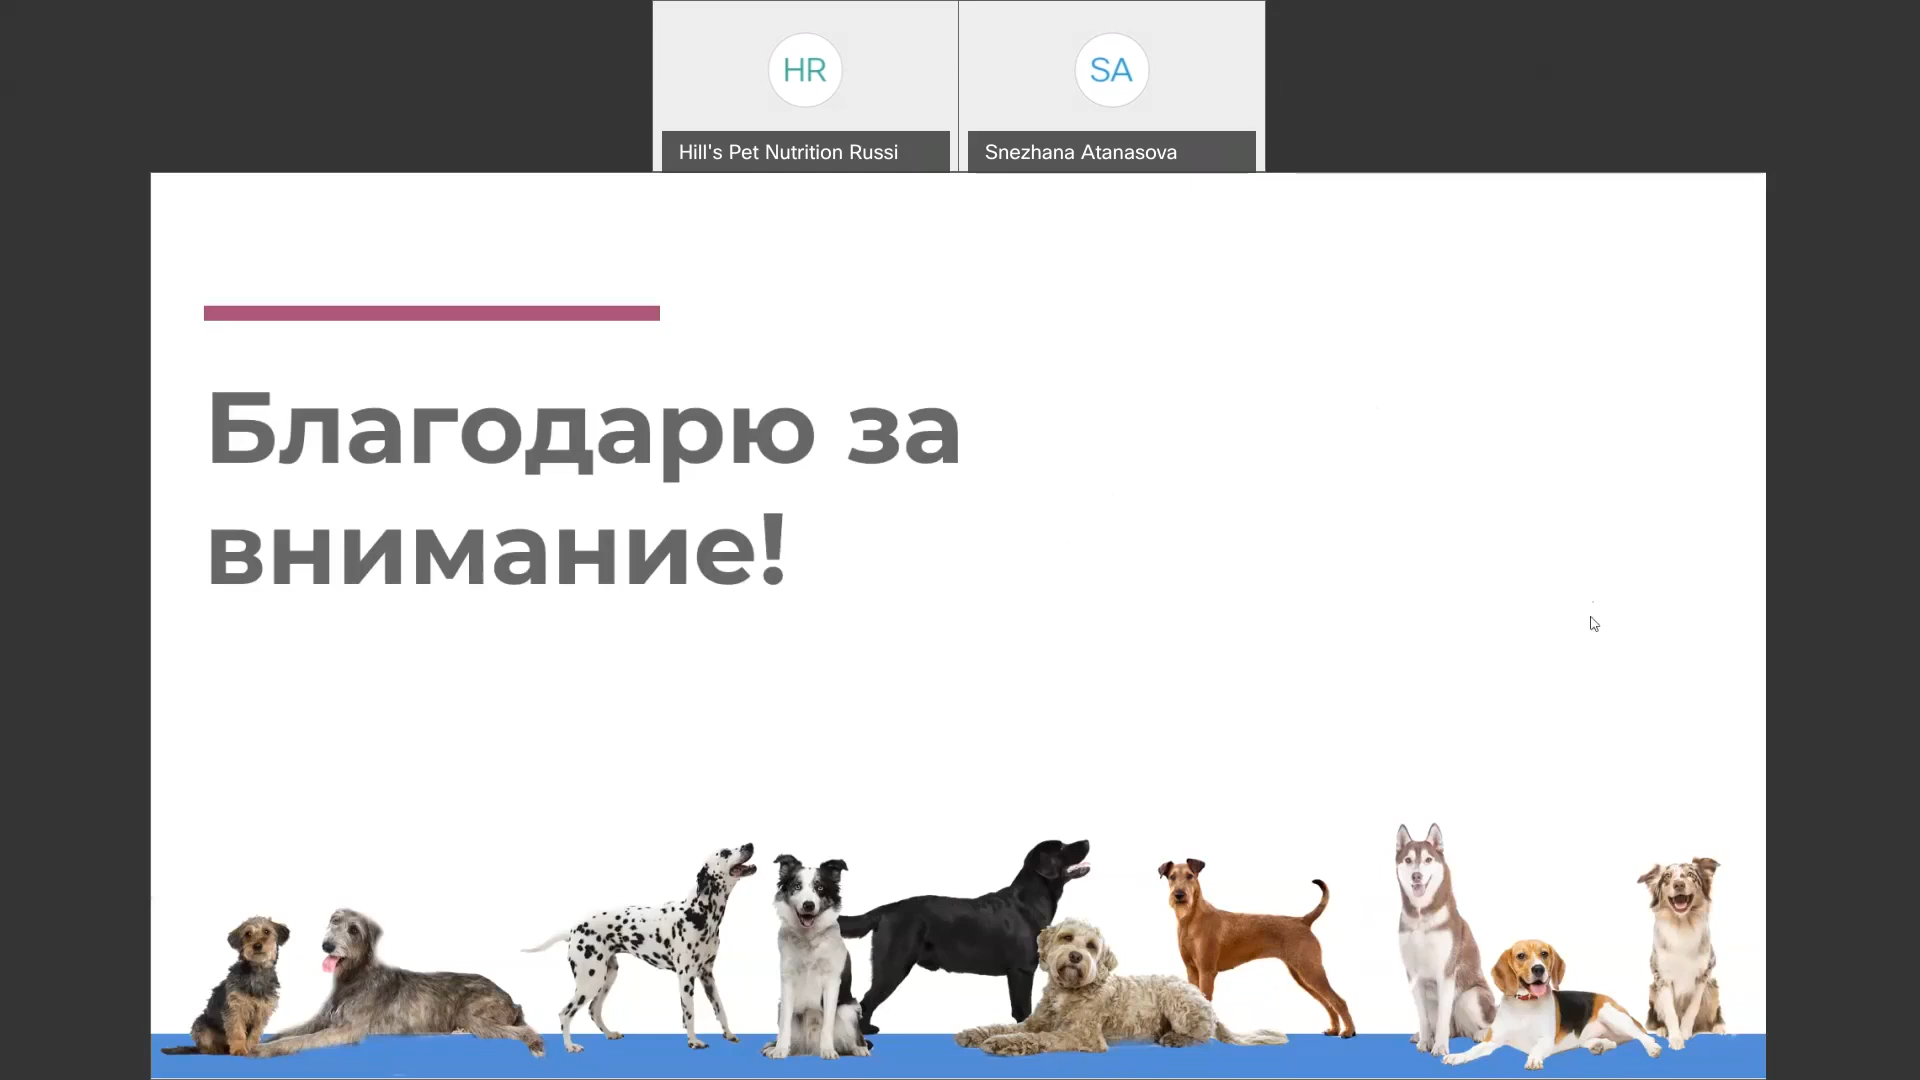 HR
SA
Hill's Pet Nutrition Russi
Snezhana Atanasova
Благодарю за
внимание!